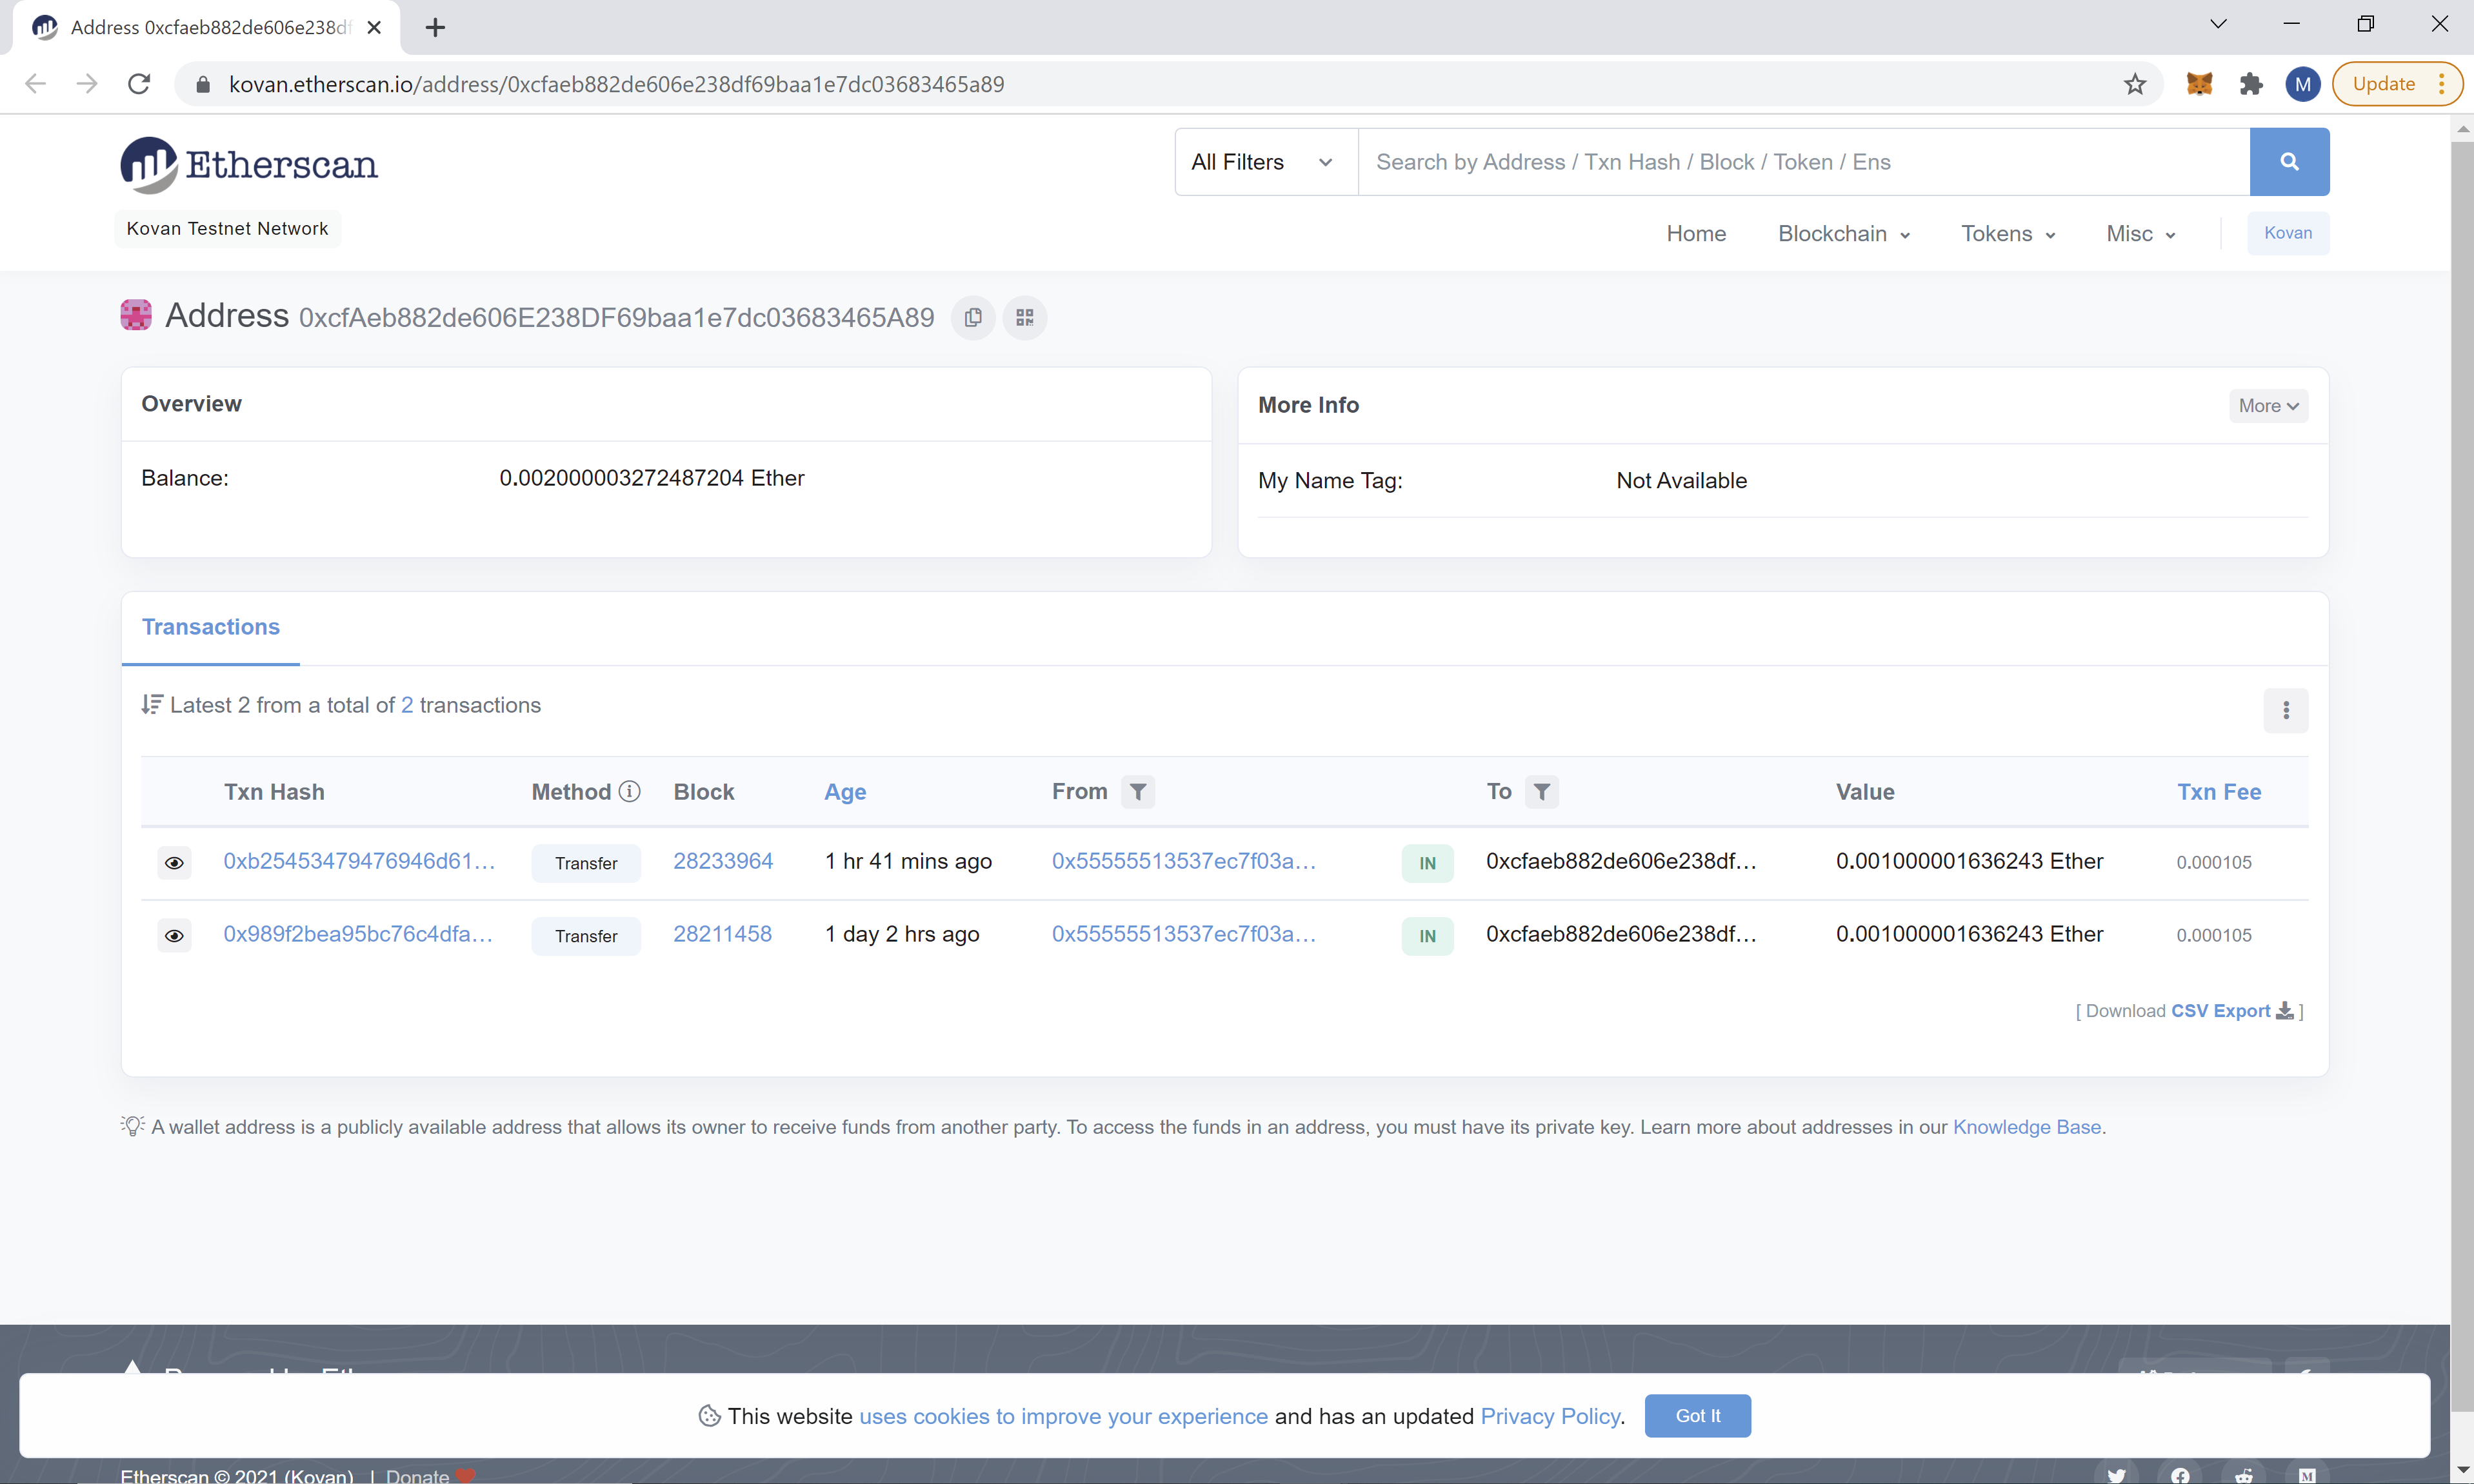 Address 0xcfaeb882de606e238df
kovan.etherscan.io/address/0xcfaeb882de606e238df69baa1e7dc03683465a89
M
Update
Etherscan
All Filters
Search by Address / Txn Hash / Block / Token / Ens
Kovan Testnet Network
Home Blockchain Tokens Misc Kovan
Address 0xcfAeb882de606E238DF69baa1e7dc03683465A89
Overview
Balance: 0.002000003272487204 Ether
More Info More
My Name Tag: Not Available
Transactions
Latest 2 from a total of 2 transactions
Txn Hash Method Block Age From To Value Txn Fee
0xb25453479476946d61... Transfer 28233964 1 hr 41 mins ago 0x55555513537ec7f03a... IN 0xcfaeb882de606e238df... 0.001000001636243 Ether 0.000105
0x989f2bea95bc76c4dfa... Transfer 28211458 1 day 2 hrs ago 0x55555513537ec7f03a... IN 0xcfaeb882de606e238df... 0.001000001636243 Ether 0.000105
[ Download CSV Export ]
A wallet address is a publicly available address that allows its owner to receive funds from another party. To access the funds in an address, you must have its private key. Learn more about addresses in our Knowledge Base.
This website uses cookies to improve your experience and has an updated Privacy Policy. Got It
Etherscan © 2021 (Kovan) | Donate